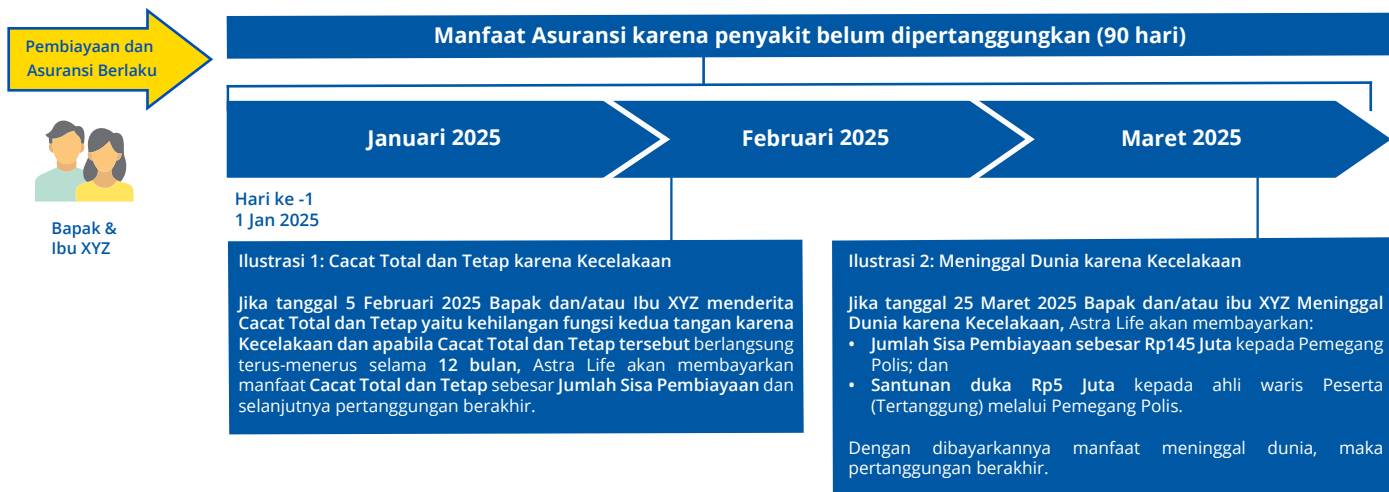 Pembiayaan dan
Asuransi Berlaku
Manfaat Asuransi karena penyakit belum dipertanggungkan (90 hari)
Januari 2025
Februari 2025
Maret 2025
Bapak &
Ibu XYZ
Hari ke -1
1 Jan 2025
Ilustrasi 1: Cacat Total dan Tetap karena Kecelakaan
Jika tanggal 5 Februari 2025 Bapak dan/atau Ibu XYZ menderita
Cacat Total dan Tetap yaitu kehilangan fungsi kedua tangan karena
Kecelakaan dan apabila Cacat Total dan Tetap tersebut berlangsung
terus-menerus selama 12 bulan, Astra Life akan membayarkan
manfaat Cacat Total dan Tetap sebesar Jumlah Sisa Pembiayaan dan
selanjutnya pertanggungan berakhir.
Ilustrasi 2: Meninggal Dunia karena Kecelakaan
Jika tanggal 25 Maret 2025 Bapak dan/atau ibu XYZ Meninggal
Dunia karena Kecelakaan, Astra Life akan membayarkan:
• Jumlah Sisa Pembiayaan sebesar Rp145 Juta kepada Pemegang
Polis; dan
• Santunan duka Rp5 Juta kepada ahli waris Peserta
(Tertanggung) melalui Pemegang Polis.
Dengan dibayarkannya manfaat meninggal dunia, maka
pertanggungan berakhir.